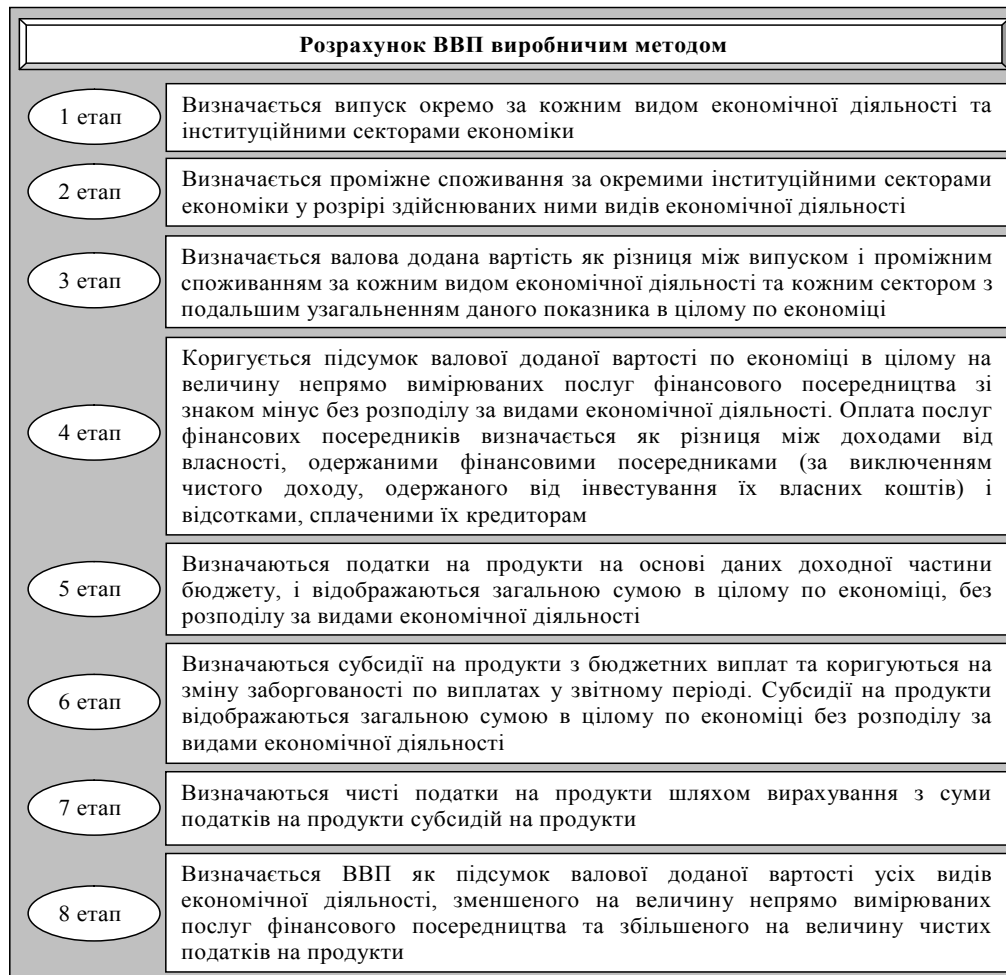 Розрахунок ВВП виробничим методом
1 етап
Визначається випуск окремо за кожним видом економічної діяльності та
інституційними секторами економіки
2 етап
Визначається проміжне споживання за окремими інституційними секторами
економіки у розрірі здійснюваних ними видів економічної діяльності
3 етап
Визначається валова додана вартість як різниця між випуском і проміжним
споживанням за кожним видом економічної діяльності та кожним сектором з
подальшим узагальненням даного показника в цілому по економіці
4 етап
Коригується підсумок валової доданої вартості по економіці в цілому на
величину непрямо вимірюваних послуг фінансового посередництва зі
знаком мінус без розподілу за видами економічної діяльності. Оплата послуг
фінансових посередників визначається як різниця між доходами від
власності, одержаними фінансовими посередниками (за виключенням
чистого доходу, одержаного від інвестування їх власних коштів) і
відсотками, сплаченими їх кредиторам
5 етап
Визначаються податки на продукти на основі даних доходної частини
бюджету, і відображаються загальною сумою в цілому по економіці, без
розподілу за видами економічної діяльності
6 етап
Визначаються субсидії на продукти з бюджетних виплат та коригуються на
зміну заборгованості по виплатах у звітному періоді. Субсидії на продукти
відображаються загальною сумою в цілому по економіці без розподілу за
видами економічної діяльності
7 етап
Визначаються чисті податки на продукти шляхом вирахування з суми
податків на продукти субсидій на продукти
8 етап
Визначається ВВП як підсумок валової доданої вартості усіх видів
економічної діяльності, зменшеного на величину непрямо вимірюваних
послуг фінансового посередництва та збільшеного на величину чистих
податків на продукти